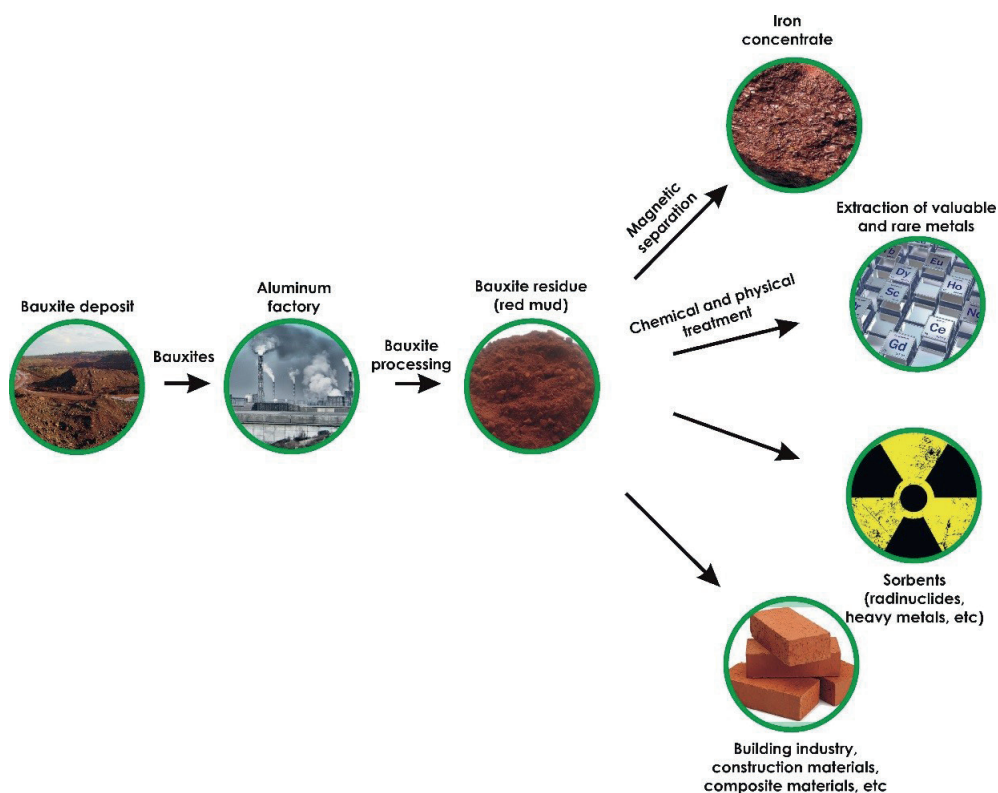 Iron
concentrate
Magnetic
separation
Extraction of valuable
and rare metals
Eu
Dy
Ho
Sc
Ce
Gd
Chemical and physical
treatment
Bauxite deposit
Bauxites
Aluminum
factory
Bauxite
processing
Bauxite residue
(red mud)
Sorbents
(radinuclides,
heavy metals, etc)
Building industry,
construction materials,
composite materials, etc